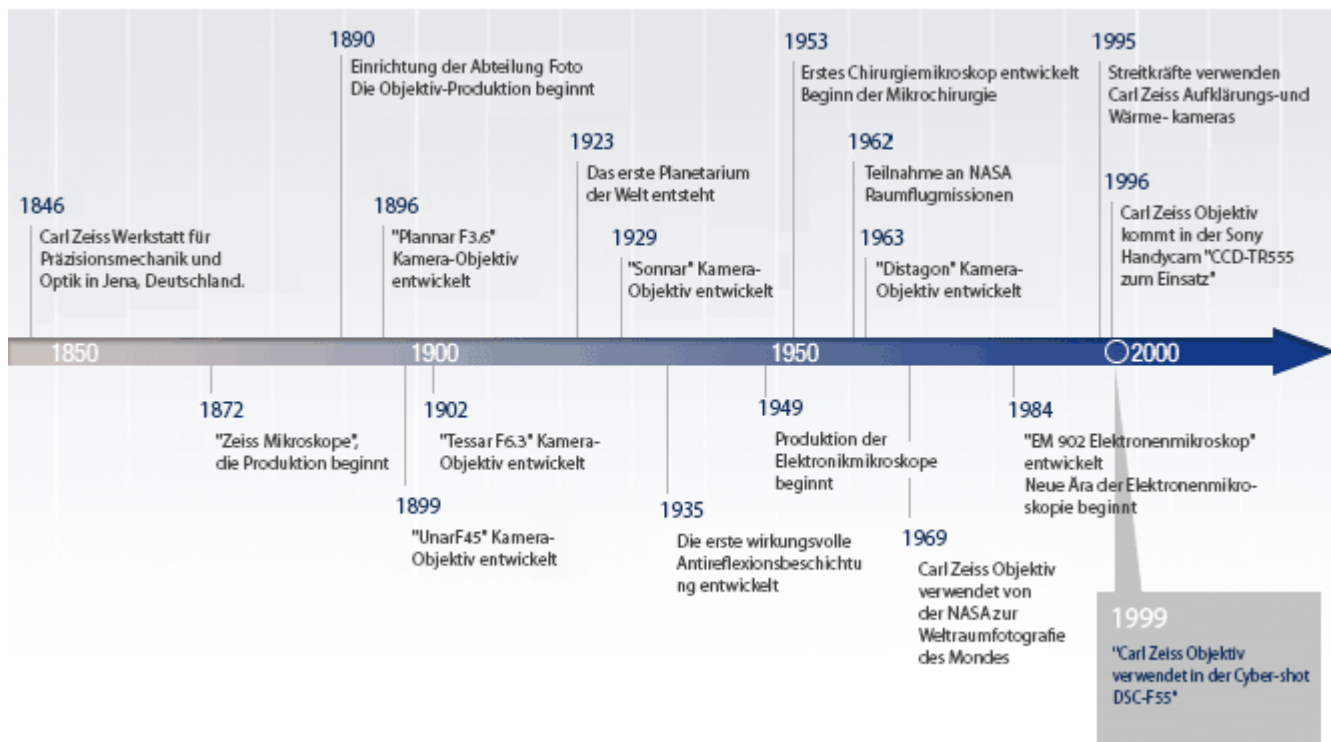 1890
Einrichtung der Abteilung Foto
Die Objektiv-Produktion beginnt
1953
Erstes Chirurgiemikroskop entwickelt
Beginn der Mikrochirurgie
1995
Streitkräfte verwenden
Carl Zeiss Aufklärungs-und
Wärme- kameras
1923
Das erste Planetarium
der Welt entsteht
1962
Teilnahme an NASA
Raumflugmissionen
1846
Carl Zeiss Werkstatt für
Präzisionsmechanik und
Optik in Jena, Deutschland.
1896
"Plannar F3.6"
Kamera-Objektiv
entwickelt
1929
"Sonnar" Kamera-
Objektiv entwickelt
1963
"Distagon" Kamera-
Objektiv entwickelt
1996
Carl Zeiss Objektiv
kommt in der Sony
Handycam "CCD-TR555
zum Einsatz"
1850 1900 1950 2000
1872
"Zeiss Mikroskope",
die Produktion beginnt
1902
"Tessar F6.3" Kamera-
Objektiv entwickelt
1949
Produktion der
Elektronikmikroskope
beginnt
1984
"EM 902 Elektronenmikroskop"
entwickelt
Neue Ära der Elektronenmikro-
skopie beginnt
1899
"UnarF45" Kamera-
Objektiv entwickelt
1935
Die erste wirkungsvolle
Antireflexionsbeschichtu
ng entwickelt
1969
Carl Zeiss Objektiv
verwendet von
der NASA zur
Weltraumfotografie
des Mondes
1999
"Carl Zeiss Objektiv
verwendet in der Cyber-shot
DSC-F55"